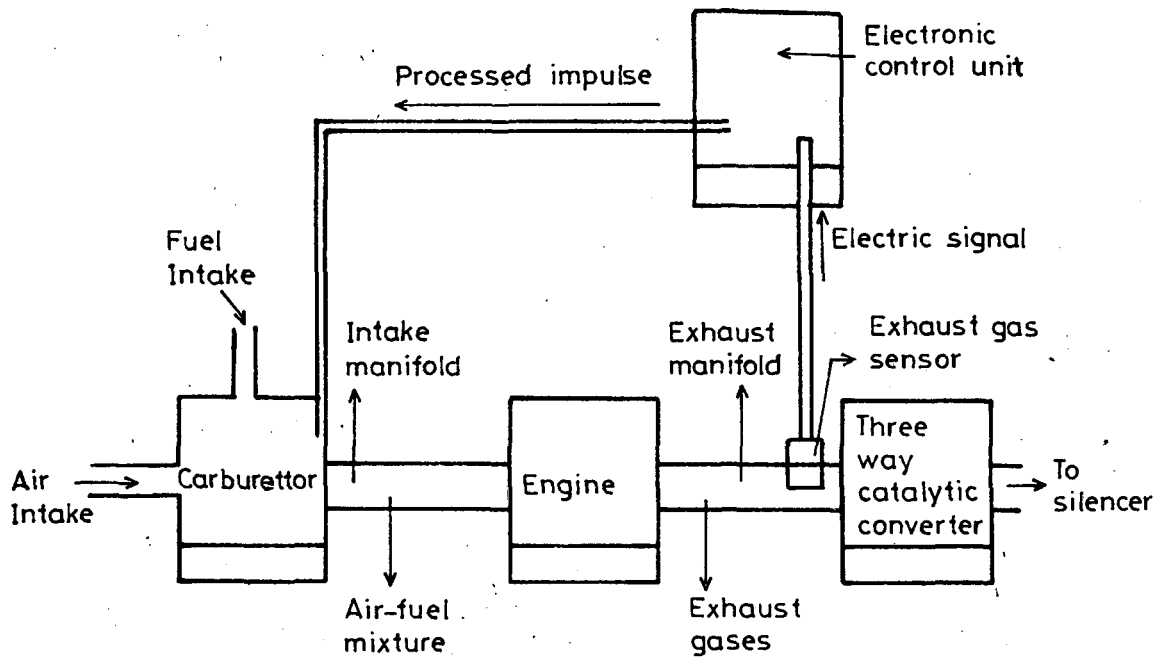 Electronic
control unit
Processed impulse
Electric signal
Fuel
Intake
Intake
manifold
Exhaust
manifold
Exhaust gas
sensor
Air
Intake
Carburettor
Engine
Three
way
catalytic
converter
To
silencer
Air-fuel
mixture
Exhaust
gases